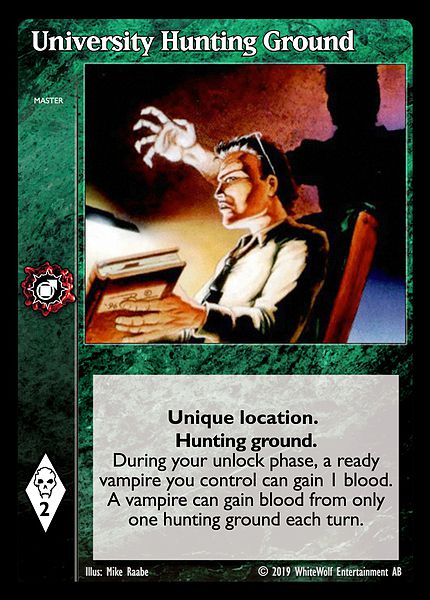 University Hunting Ground
MASTER
Unique location.
Hunting ground.
During your unlock phase, a ready
vampire you control can gain 1 blood.
A vampire can gain blood from only
one hunting ground each turn.
2
Illus: Mike Raabe
© 2019 WhiteWolf Entertainment AB